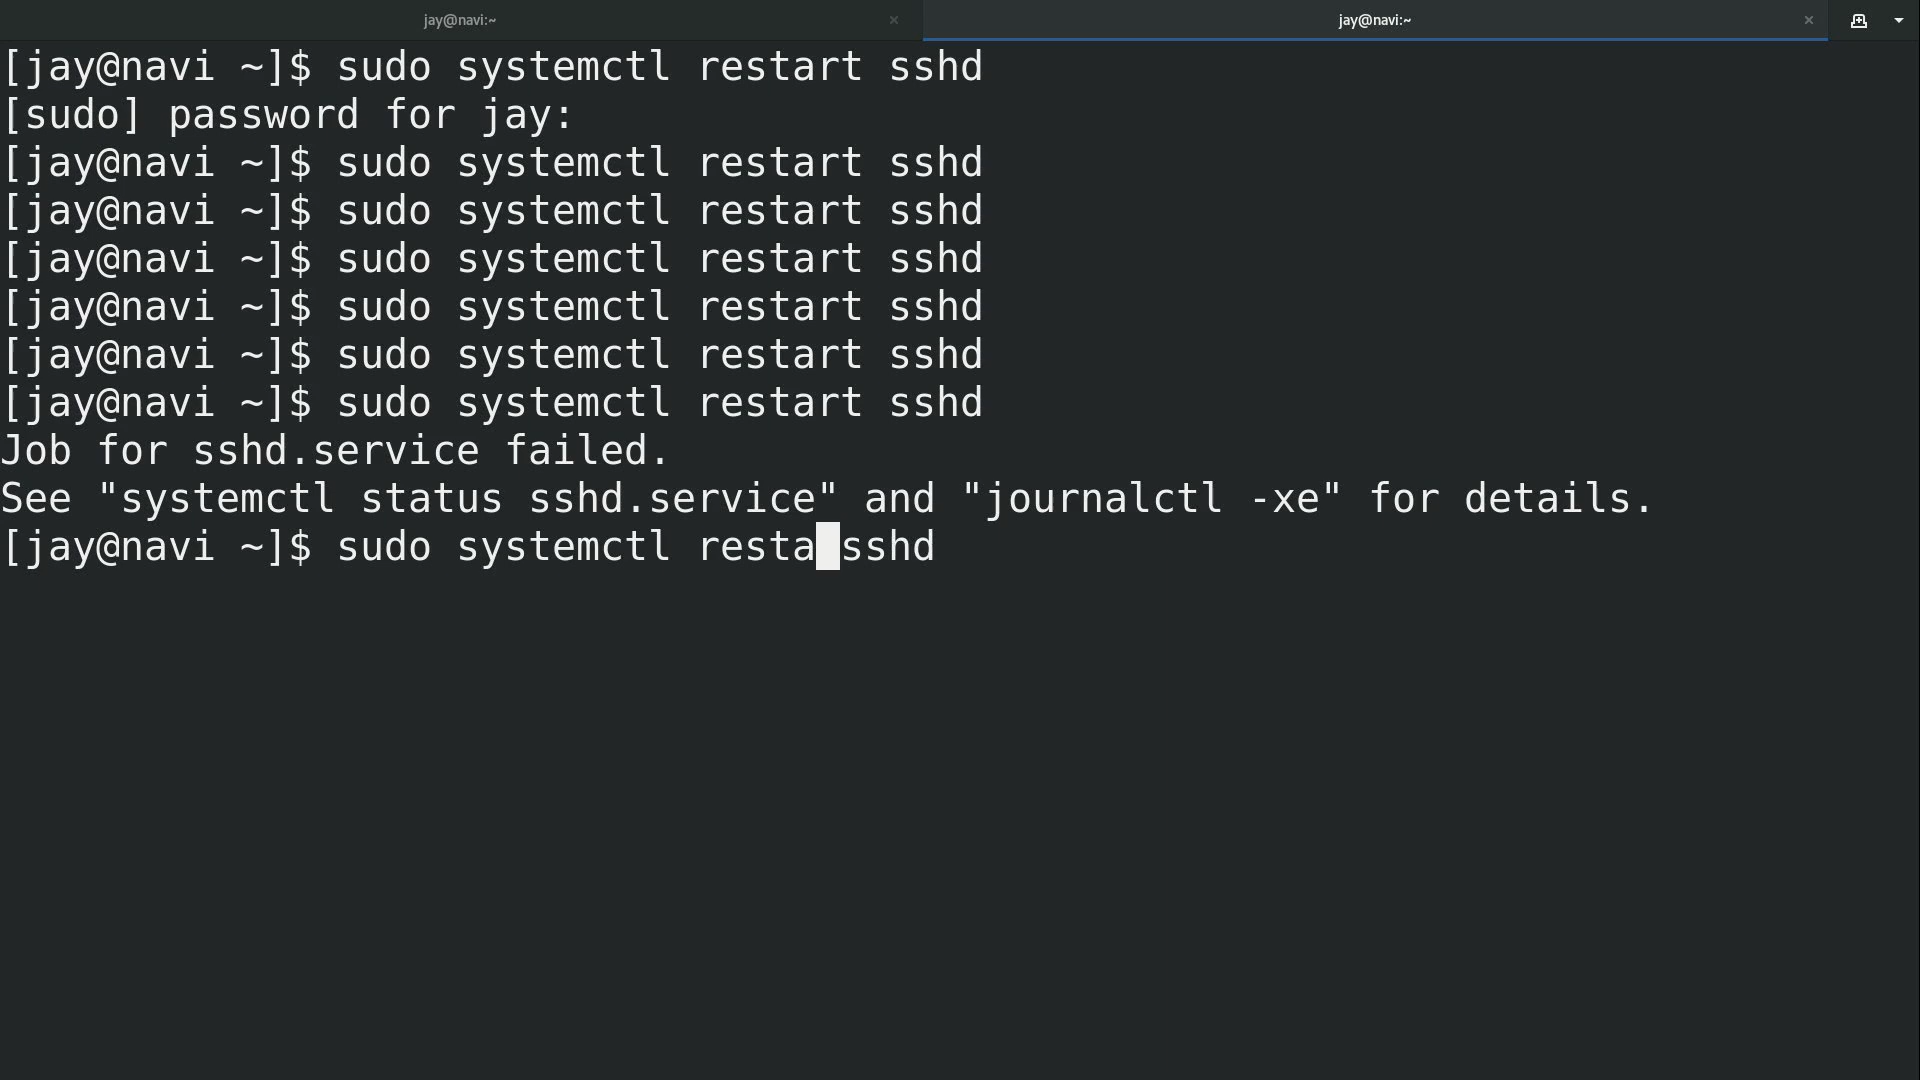 jay@navi:~ × jay@navi:~ ×
[jay@navi ~]$ sudo systemctl restart sshd
[sudo] password for jay:
[jay@navi ~]$ sudo systemctl restart sshd
[jay@navi ~]$ sudo systemctl restart sshd
[jay@navi ~]$ sudo systemctl restart sshd
[jay@navi ~]$ sudo systemctl restart sshd
[jay@navi ~]$ sudo systemctl restart sshd
[jay@navi ~]$ sudo systemctl restart sshd
Job for sshd.service failed.
See "systemctl status sshd.service" and "journalctl -xe" for details.
[jay@navi ~]$ sudo systemctl resta sshd